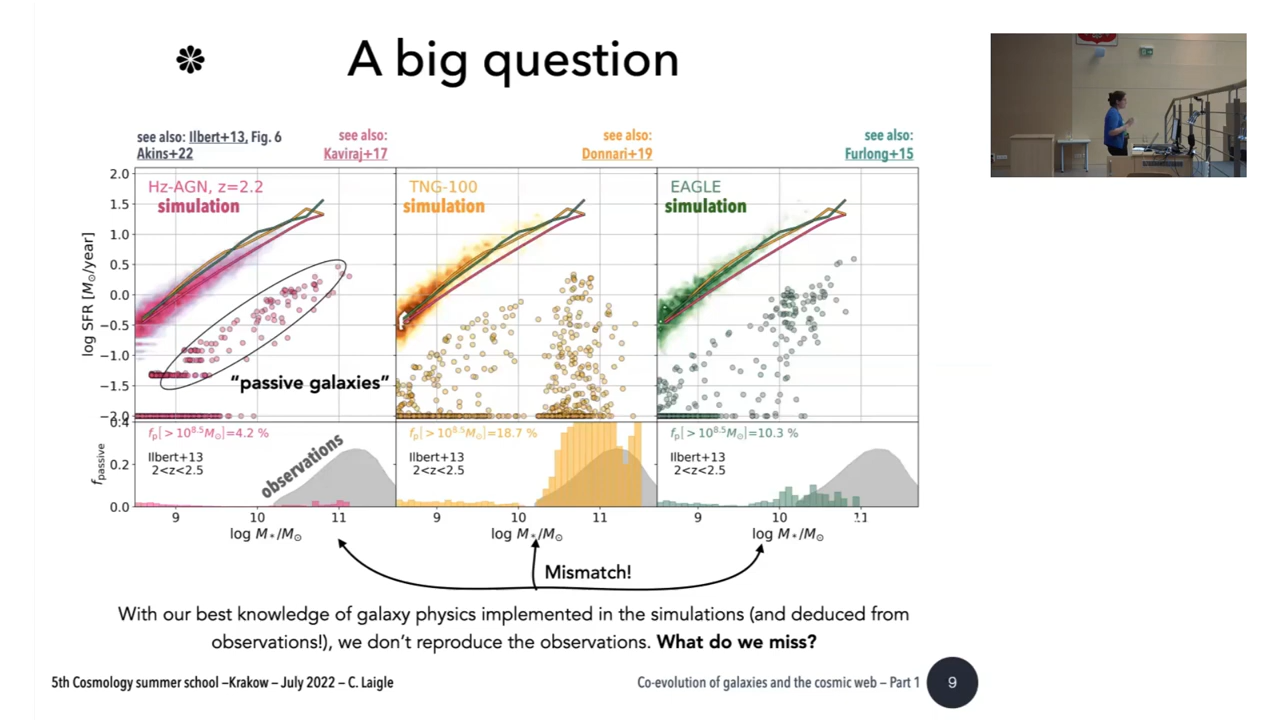 ✽ A big question
see also: Ilbert+13, Fig. 6
Akins+22
see also:
Kaviraj+17
see also:
Donnari+19
see also:
Furlong+15
log SFR [M⊙/year]
2.0
1.5
1.0
0.5
0.0
−0.5
−1.0
−1.5
−2.0
Hz-AGN, z=2.2
simulation
"passive galaxies"
TNG-100
simulation
EAGLE
simulation
f_passive
0.4
0.2
0.0
f_p[>10^8.5 M⊙]=4.2 %
Ilbert+13
2<z<2.5
observations
f_p[>10^8.5 M⊙]=18.7 %
Ilbert+13
2<z<2.5
f_p[>10^8.5 M⊙]=10.3 %
Ilbert+13
2<z<2.5
9 10 11
9 10 11
9 10 11
log M*/M⊙
log M*/M⊙
log M*/M⊙
Mismatch!
With our best knowledge of galaxy physics implemented in the simulations (and deduced from
observations!), we don't reproduce the observations. What do we miss?
5th Cosmology summer school –Krakow – July 2022 – C. Laigle
Co-evolution of galaxies and the cosmic web – Part 1
9